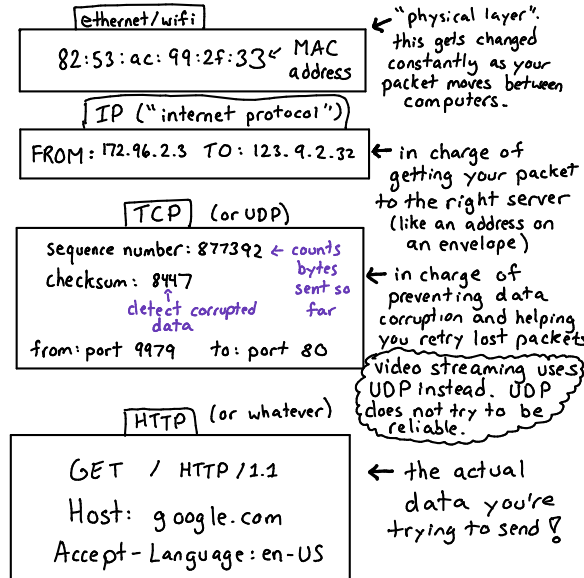 ethernet/wifi
82:53:ac:99:2f:33 ← MAC
address
← "physical layer".
this gets changed
constantly as your
packet moves between
computers.
IP ("internet protocol")
FROM: 172.96.2.3 TO: 123.9.2.32
← in charge of
getting your packet
to the right server
(like an address on
an envelope)
TCP (or UDP)
sequence number: 877392 ← counts
bytes
sent so
far
checksum: 8447
↑
detect corrupted
data
from: port 9979 to: port 80
← in charge of
preventing data
corruption and helping
you retry lost packets
video streaming uses
UDP instead. UDP
does not try to be
reliable.
HTTP (or whatever)
GET / HTTP/1.1
Host: google.com
Accept-Language: en-US
← the actual
data you're
trying to send!